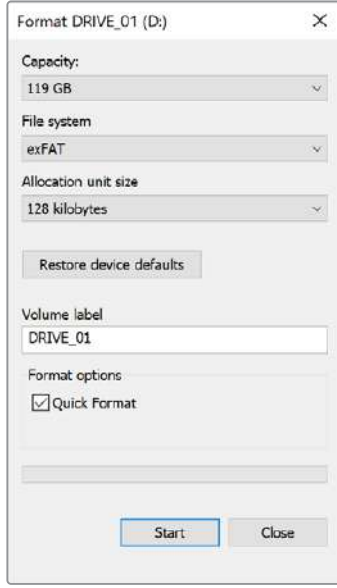 Format DRIVE_01 (D:)
Capacity:
119 GB
File system
exFAT
Allocation unit size
128 kilobytes
Restore device defaults
Volume label
DRIVE_01
Format options
Quick Format
Start
Close